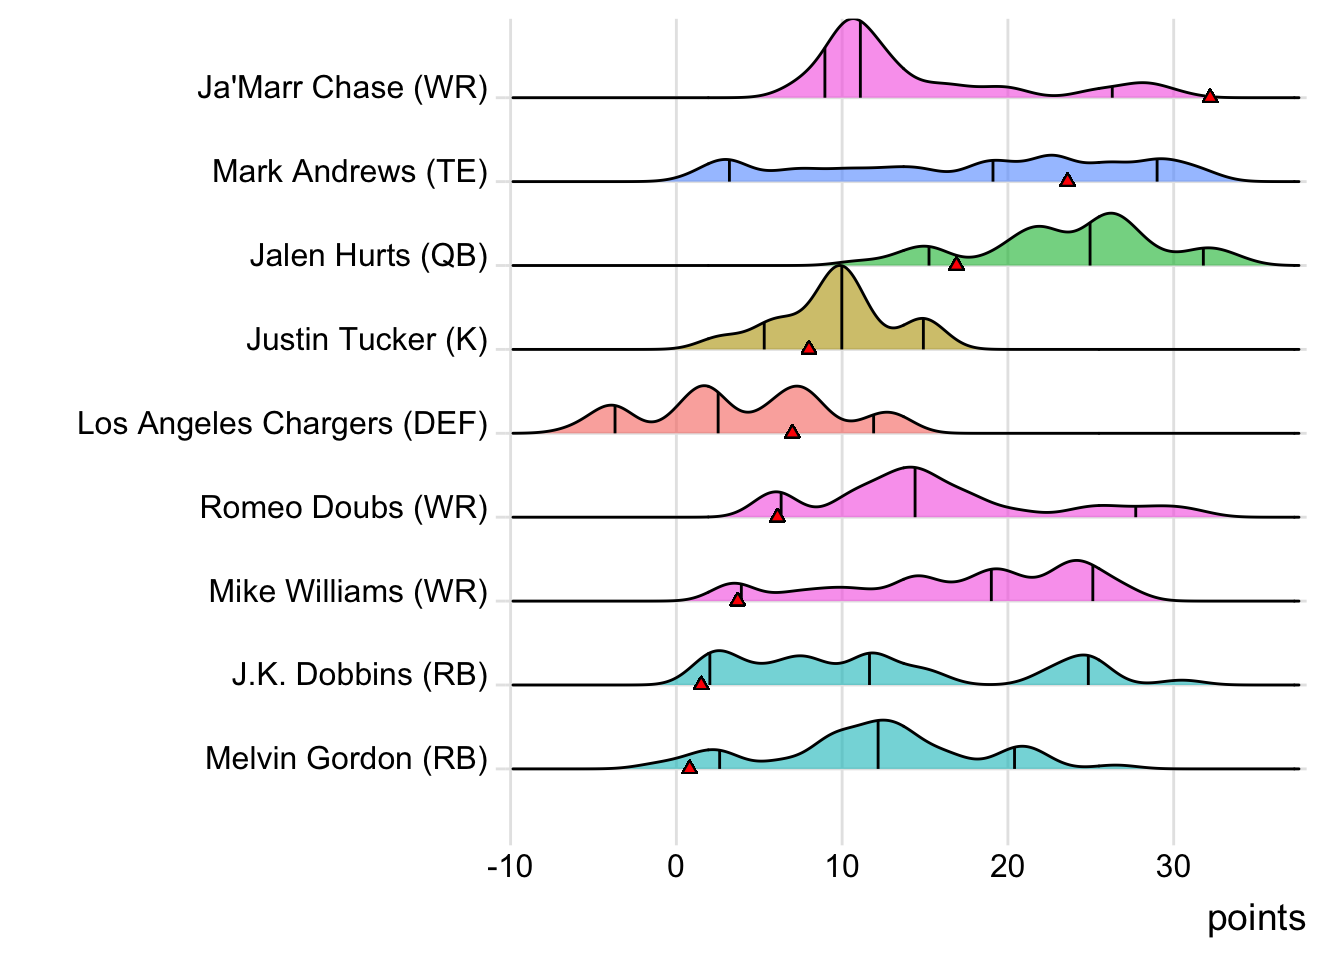 Ja'Marr Chase (WR)
Mark Andrews (TE)
Jalen Hurts (QB)
Justin Tucker (K)
Los Angeles Chargers (DEF)
Romeo Doubs (WR)
Mike Williams (WR)
J.K. Dobbins (RB)
Melvin Gordon (RB)
-10 0 10 20 30
points